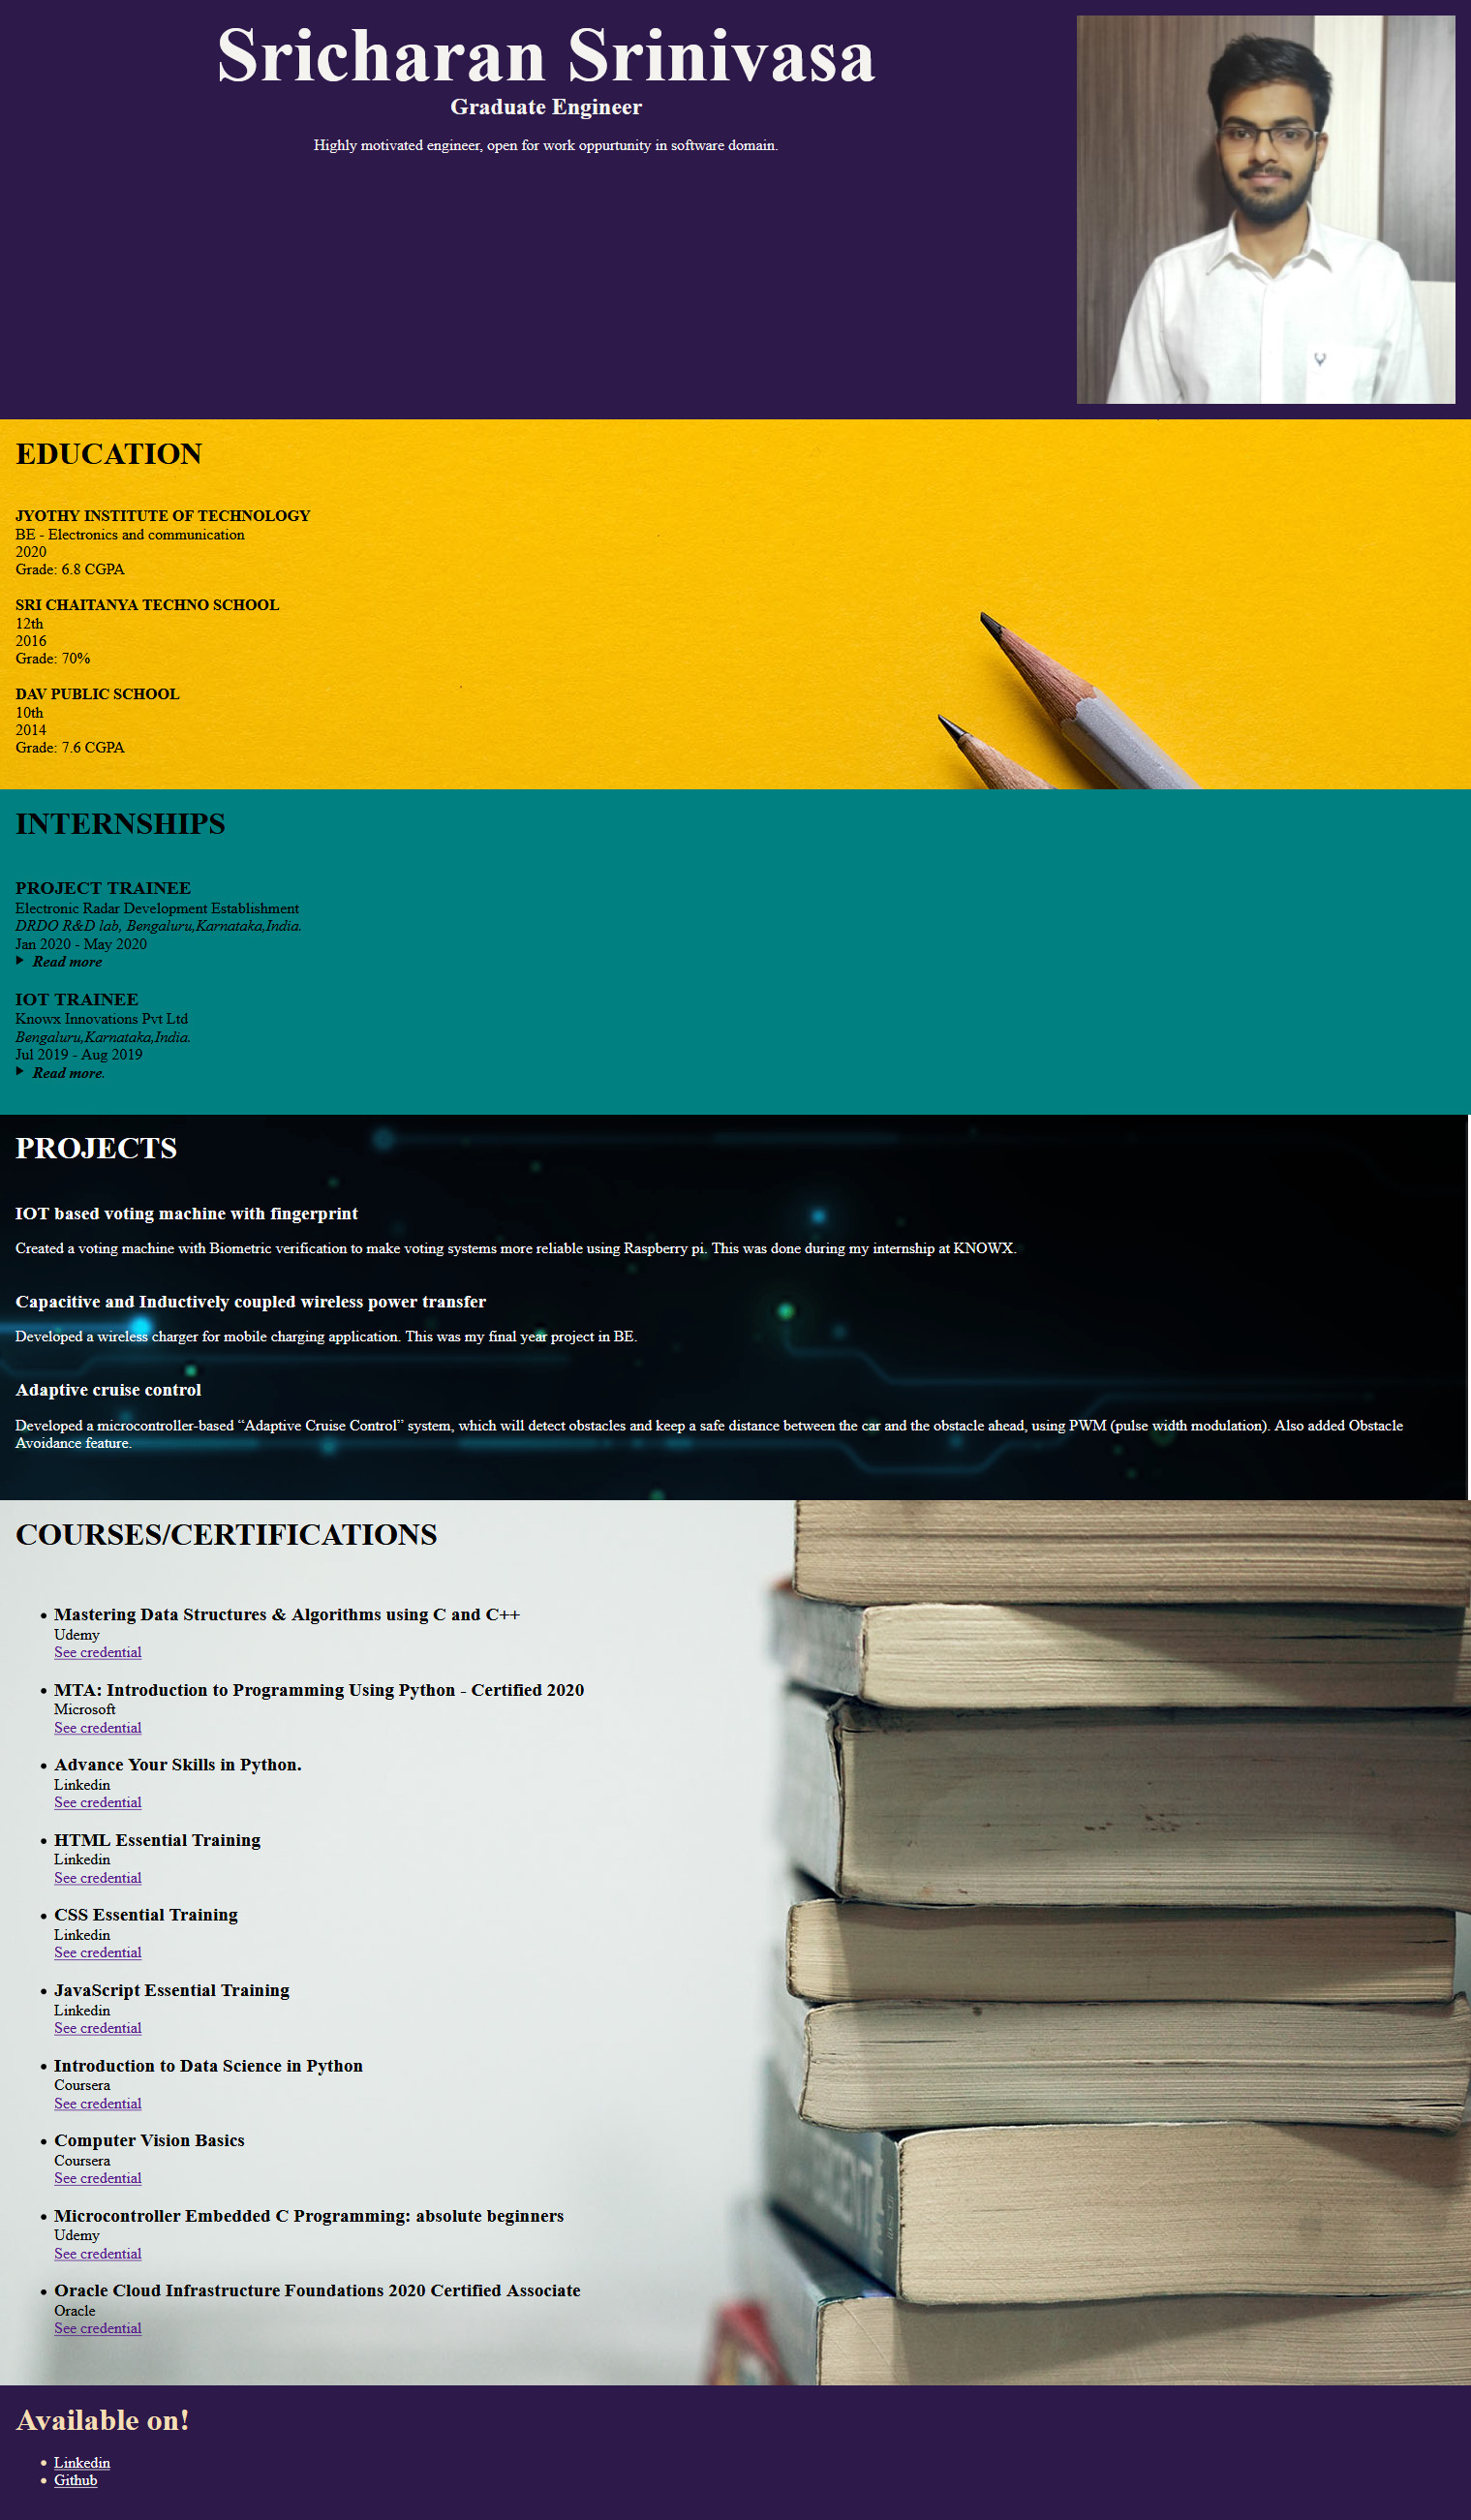 Sricharan Srinivasa
Graduate Engineer
Highly motivated engineer, open for work oppurtunity in software domain.
EDUCATION
JYOTHY INSTITUTE OF TECHNOLOGY
BE - Electronics and communication
2020
Grade: 6.8 CGPA
SRI CHAITANYA TECHNO SCHOOL
12th
2016
Grade: 70%
DAV PUBLIC SCHOOL
10th
2014
Grade: 7.6 CGPA
INTERNSHIPS
PROJECT TRAINEE
Electronic Radar Development Establishment
DRDO R&D lab, Bengaluru,Karnataka,India.
Jan 2020 - May 2020
Read more
IOT TRAINEE
Knowx Innovations Pvt Ltd
Bengaluru,Karnataka,India.
Jul 2019 - Aug 2019
Read more.
PROJECTS
IOT based voting machine with fingerprint
Created a voting machine with Biometric verification to make voting systems more reliable using Raspberry pi. This was done during my internship at KNOWX.
Capacitive and Inductively coupled wireless power transfer
Developed a wireless charger for mobile charging application. This was my final year project in BE.
Adaptive cruise control
Developed a microcontroller-based “Adaptive Cruise Control” system, which will detect obstacles and keep a safe distance between the car and the obstacle ahead, using PWM (pulse width modulation). Also added Obstacle
Avoidance feature.
COURSES/CERTIFICATIONS
• Mastering Data Structures & Algorithms using C and C++
Udemy
See credential
• MTA: Introduction to Programming Using Python - Certified 2020
Microsoft
See credential
• Advance Your Skills in Python.
Linkedin
See credential
• HTML Essential Training
Linkedin
See credential
• CSS Essential Training
Linkedin
See credential
• JavaScript Essential Training
Linkedin
See credential
• Introduction to Data Science in Python
Coursera
See credential
• Computer Vision Basics
Coursera
See credential
• Microcontroller Embedded C Programming: absolute beginners
Udemy
See credential
• Oracle Cloud Infrastructure Foundations 2020 Certified Associate
Oracle
See credential
Available on!
• Linkedin
• Github